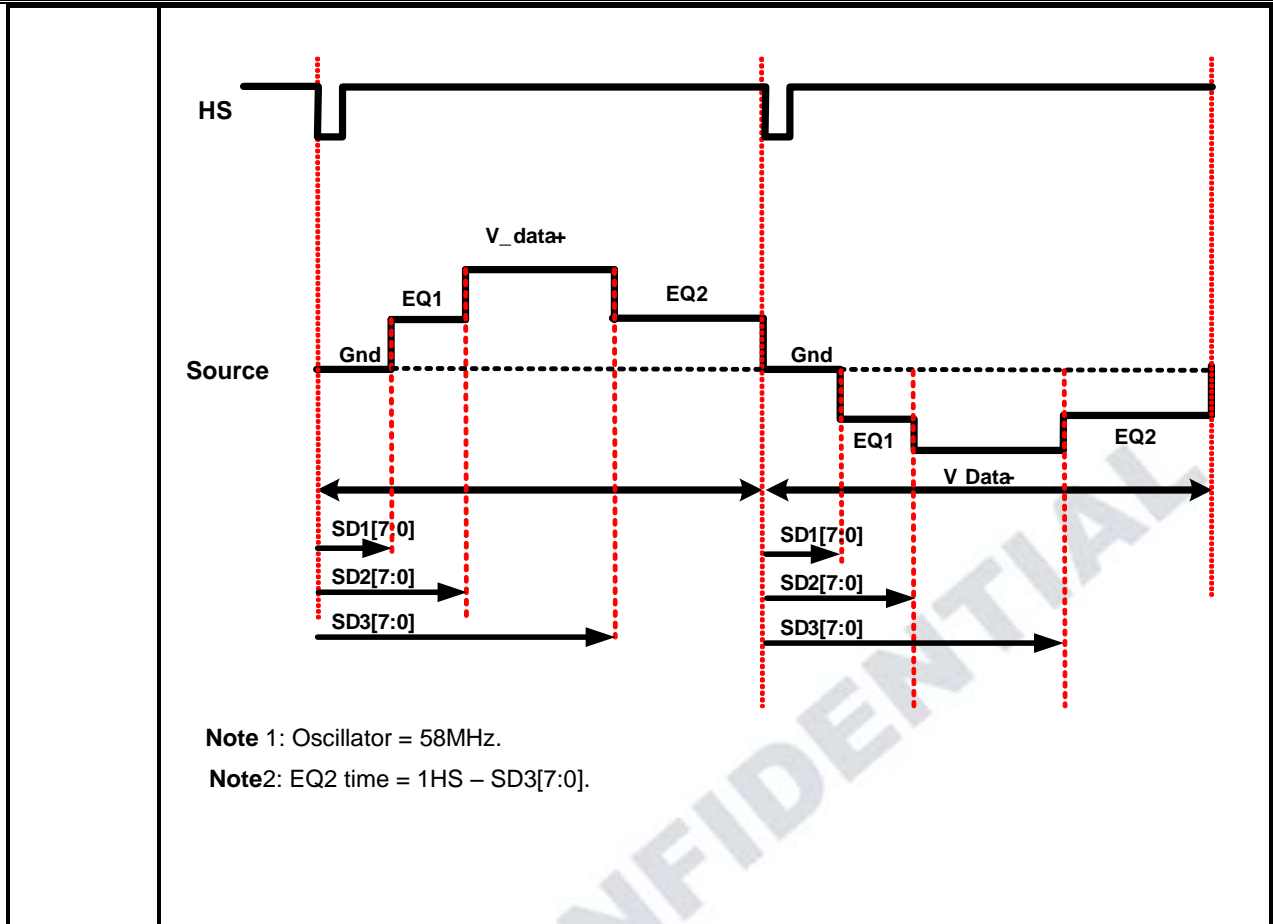 HS
V_data+
EQ1
EQ2
Gnd
Gnd
Source
EQ1
EQ2
V Data-
SD1[7:0]
SD1[7:0]
SD2[7:0]
SD2[7:0]
SD3[7:0]
SD3[7:0]
Note 1: Oscillator = 58MHz.
Note2: EQ2 time = 1HS – SD3[7:0].
NFIDENTIAL